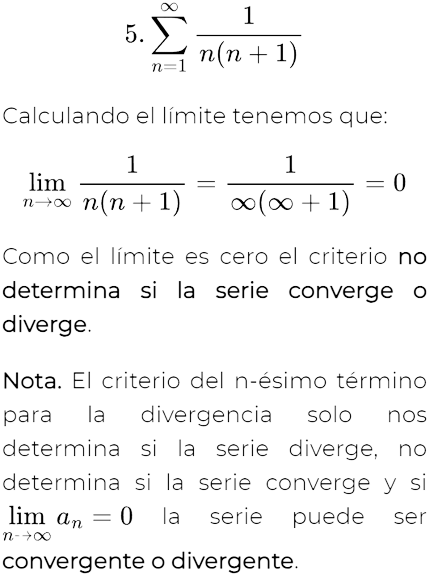 5. \sum_{n=1}^{\infty} \frac{1}{n(n+1)}
Calculando el límite tenemos que:
\lim_{n \to \infty} \frac{1}{n(n+1)} = \frac{1}{\infty(\infty+1)} = 0
Como el límite es cero el criterio no
determina si la serie converge o
diverge.
Nota. El criterio del n-ésimo término
para la divergencia solo nos
determina si la serie diverge, no
determina si la serie converge y si
\lim_{n \to \infty} a_n = 0 la serie puede ser
convergente o divergente.